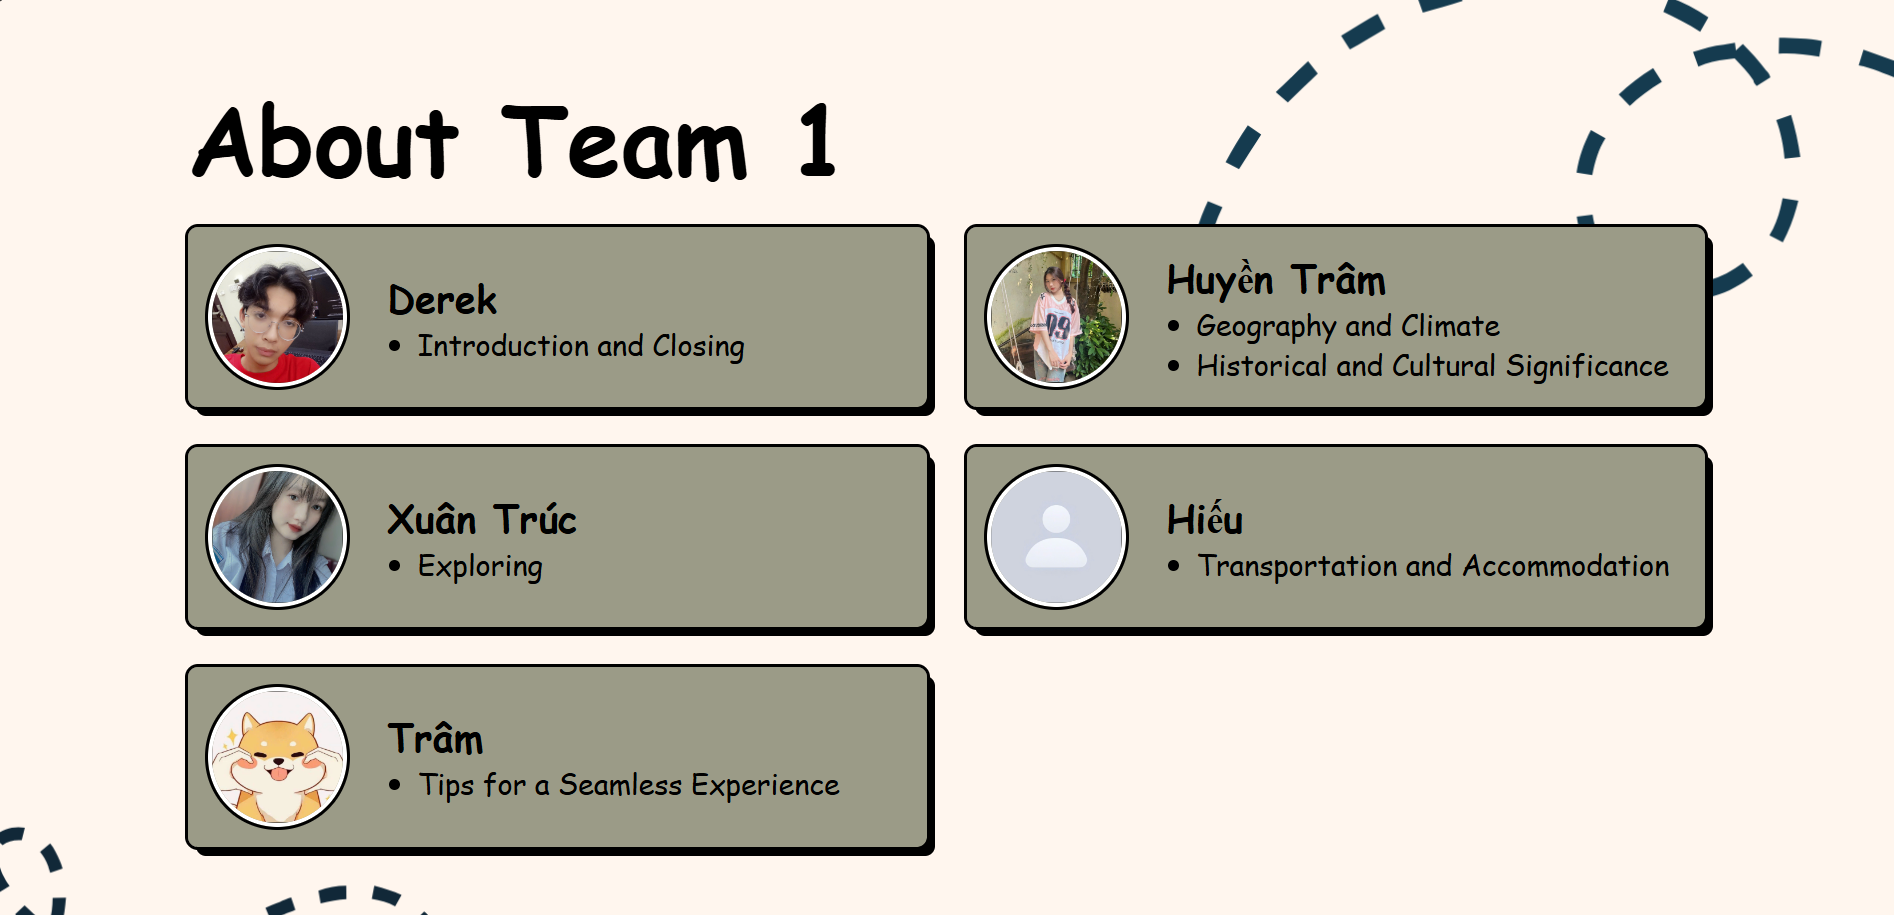 About Team 1
Derek
• Introduction and Closing
Huyền Trâm
• Geography and Climate
• Historical and Cultural Significance
Xuân Trúc
• Exploring
Hiếu
• Transportation and Accommodation
Trâm
• Tips for a Seamless Experience
09